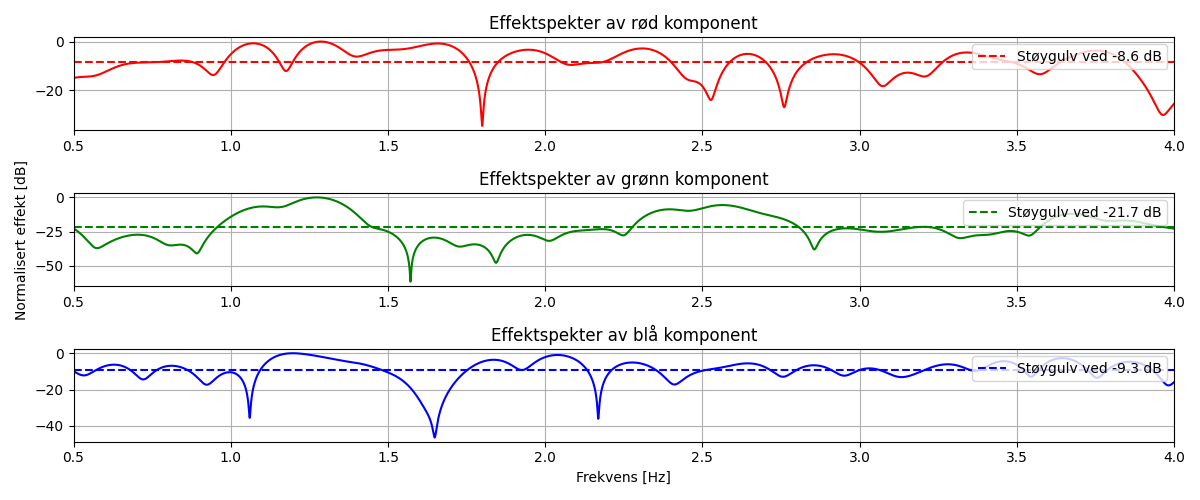 Effektspekter av rød komponent
0
−20
Støygulv ved -8.6 dB
0.5 1.0 1.5 2.0 2.5 3.0 3.5 4.0
Normalisert effekt [dB]
Effektspekter av grønn komponent
0
−25
−50
Støygulv ved -21.7 dB
0.5 1.0 1.5 2.0 2.5 3.0 3.5 4.0
Effektspekter av blå komponent
0
−20
−40
Støygulv ved -9.3 dB
0.5 1.0 1.5 2.0 2.5 3.0 3.5 4.0
Frekvens [Hz]